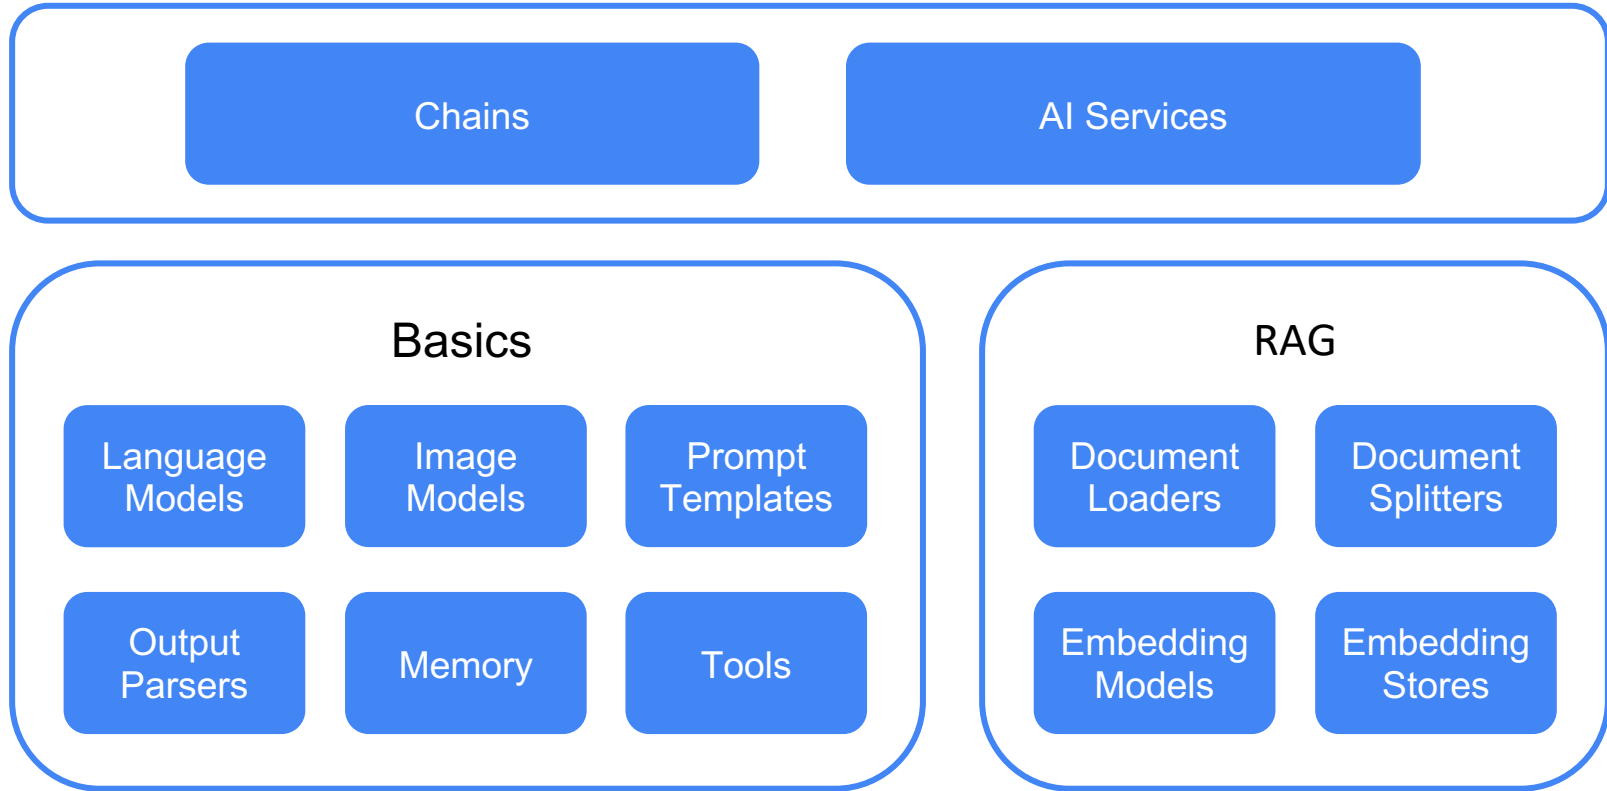 Chains
AI Services
Basics
Language
Models
Image
Models
Prompt
Templates
Output
Parsers
Memory
Tools
RAG
Document
Loaders
Document
Splitters
Embedding
Models
Embedding
Stores